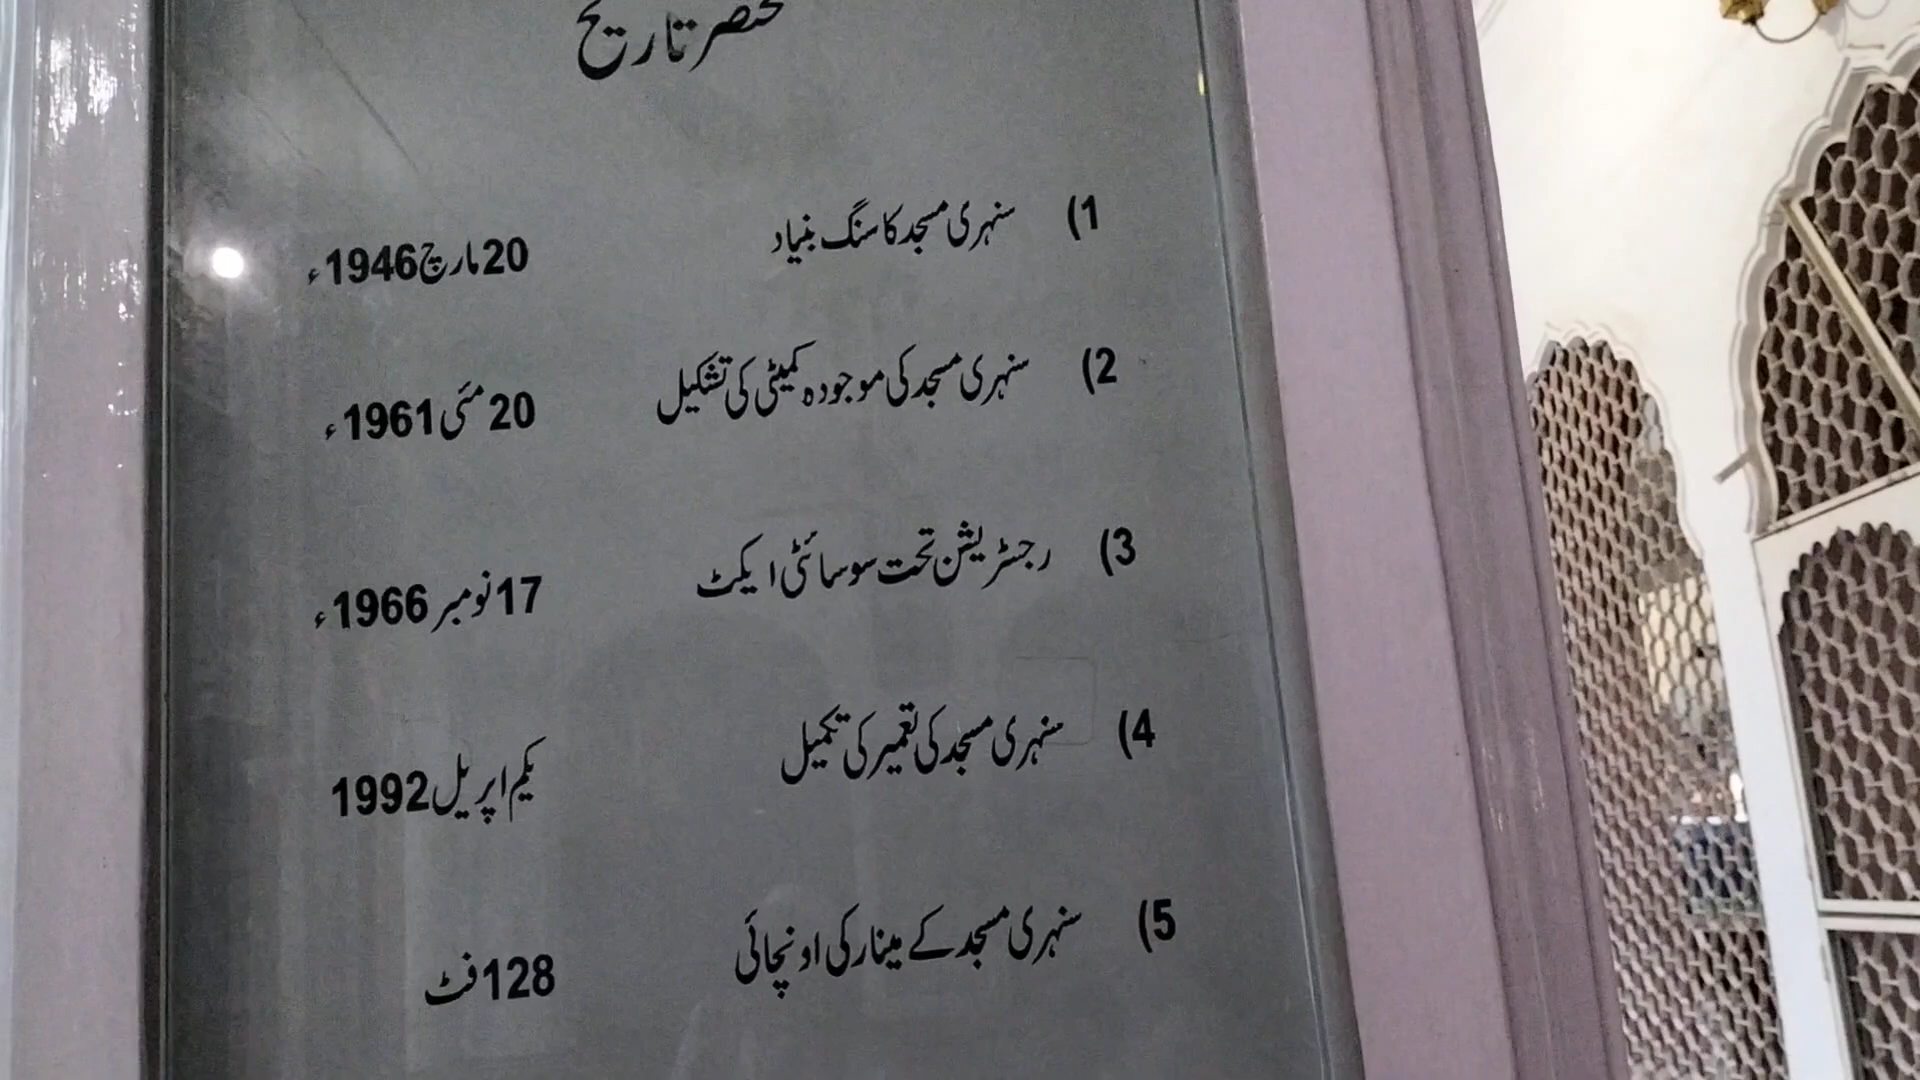 مختصر تاریخ
1) سنہری مسجد کا سنگ بنیاد 20 مارچ 1946ء
2) سنہری مسجد کی موجودہ کمیٹی کی تشکیل 20 مئی 1961ء
3) رجسٹریشن تحت سوسائٹی ایکٹ 17 نومبر 1966ء
4) سنہری مسجد کی تعمیر کی تکمیل یکم اپریل 1992
5) سنہری مسجد کے مینار کی اونچائی 128 فٹ